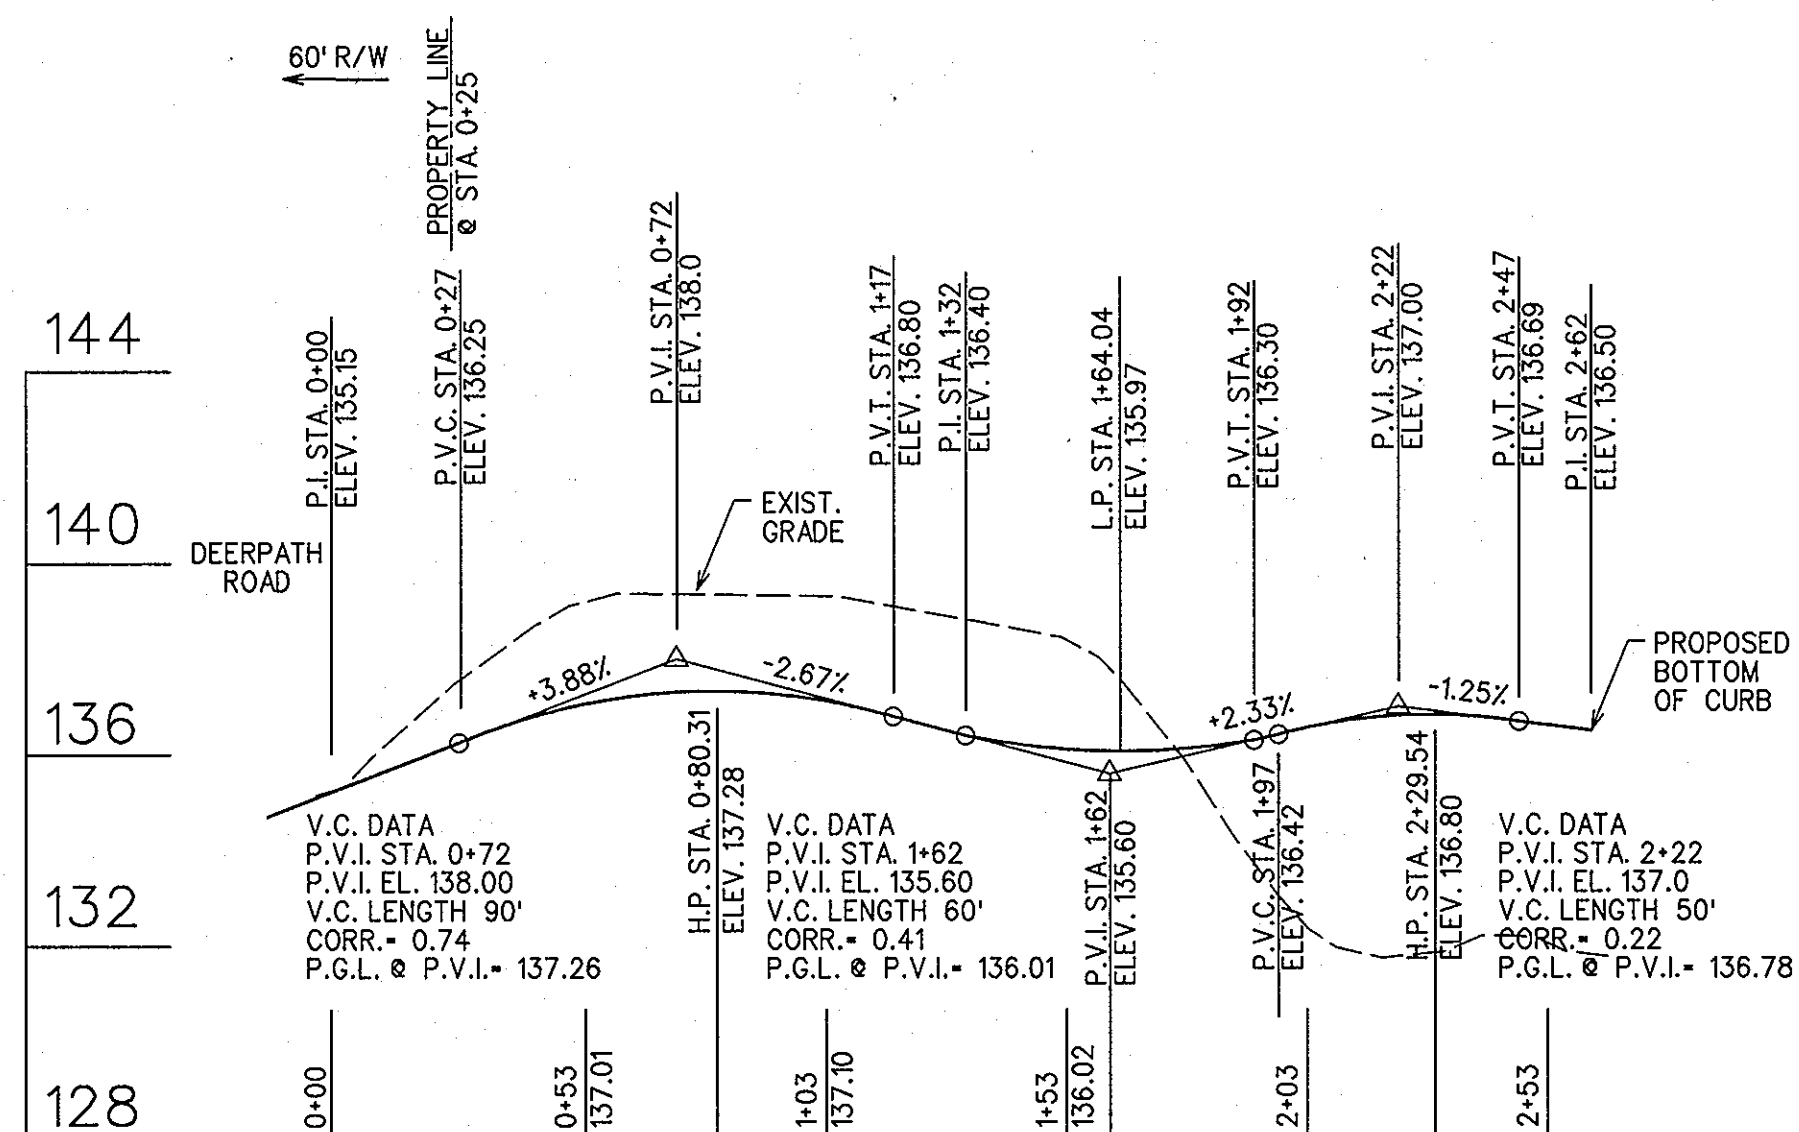 60' R/W
PROPERTY LINE
@ STA. 0+25
144
140
136
132
128
DEERPATH
ROAD
P.I. STA. 0+00
ELEV. 135.15
P.V.C. STA. 0+27
ELEV. 136.25
P.V.I. STA. 0+72
ELEV. 138.0
P.V.T. STA. 1+17
ELEV. 136.80
P.I. STA. 1+32
ELEV. 136.40
L.P. STA. 1+64.04
ELEV. 135.97
P.V.T. STA. 1+92
ELEV. 136.30
P.V.I. STA. 2+22
ELEV. 137.00
P.V.T. STA. 2+47
ELEV. 136.69
P.I. STA. 2+62
ELEV. 136.50
EXIST.
GRADE
PROPOSED
BOTTOM
OF CURB
+3.88%
-2.67%
+2.33%
-1.25%
V.C. DATA
P.V.I. STA. 0+72
P.V.I. EL. 138.00
V.C. LENGTH 90'
CORR.= 0.74
P.G.L. @ P.V.I.= 137.26
H.P. STA. 0+80.31
ELEV. 137.28
V.C. DATA
P.V.I. STA. 1+62
P.V.I. EL. 135.60
V.C. LENGTH 60'
CORR.= 0.41
P.G.L. @ P.V.I.= 136.01
P.V.I. STA. 1+62
ELEV. 135.60
P.V.C. STA. 1+97
ELEV. 136.42
H.P. STA. 2+29.54
ELEV. 136.80
V.C. DATA
P.V.I. STA. 2+22
P.V.I. EL. 137.0
V.C. LENGTH 50'
CORR.= 0.22
P.G.L. @ P.V.I.= 136.78
0+00
0+53
137.01
1+03
137.10
1+53
136.02
2+03
2+53